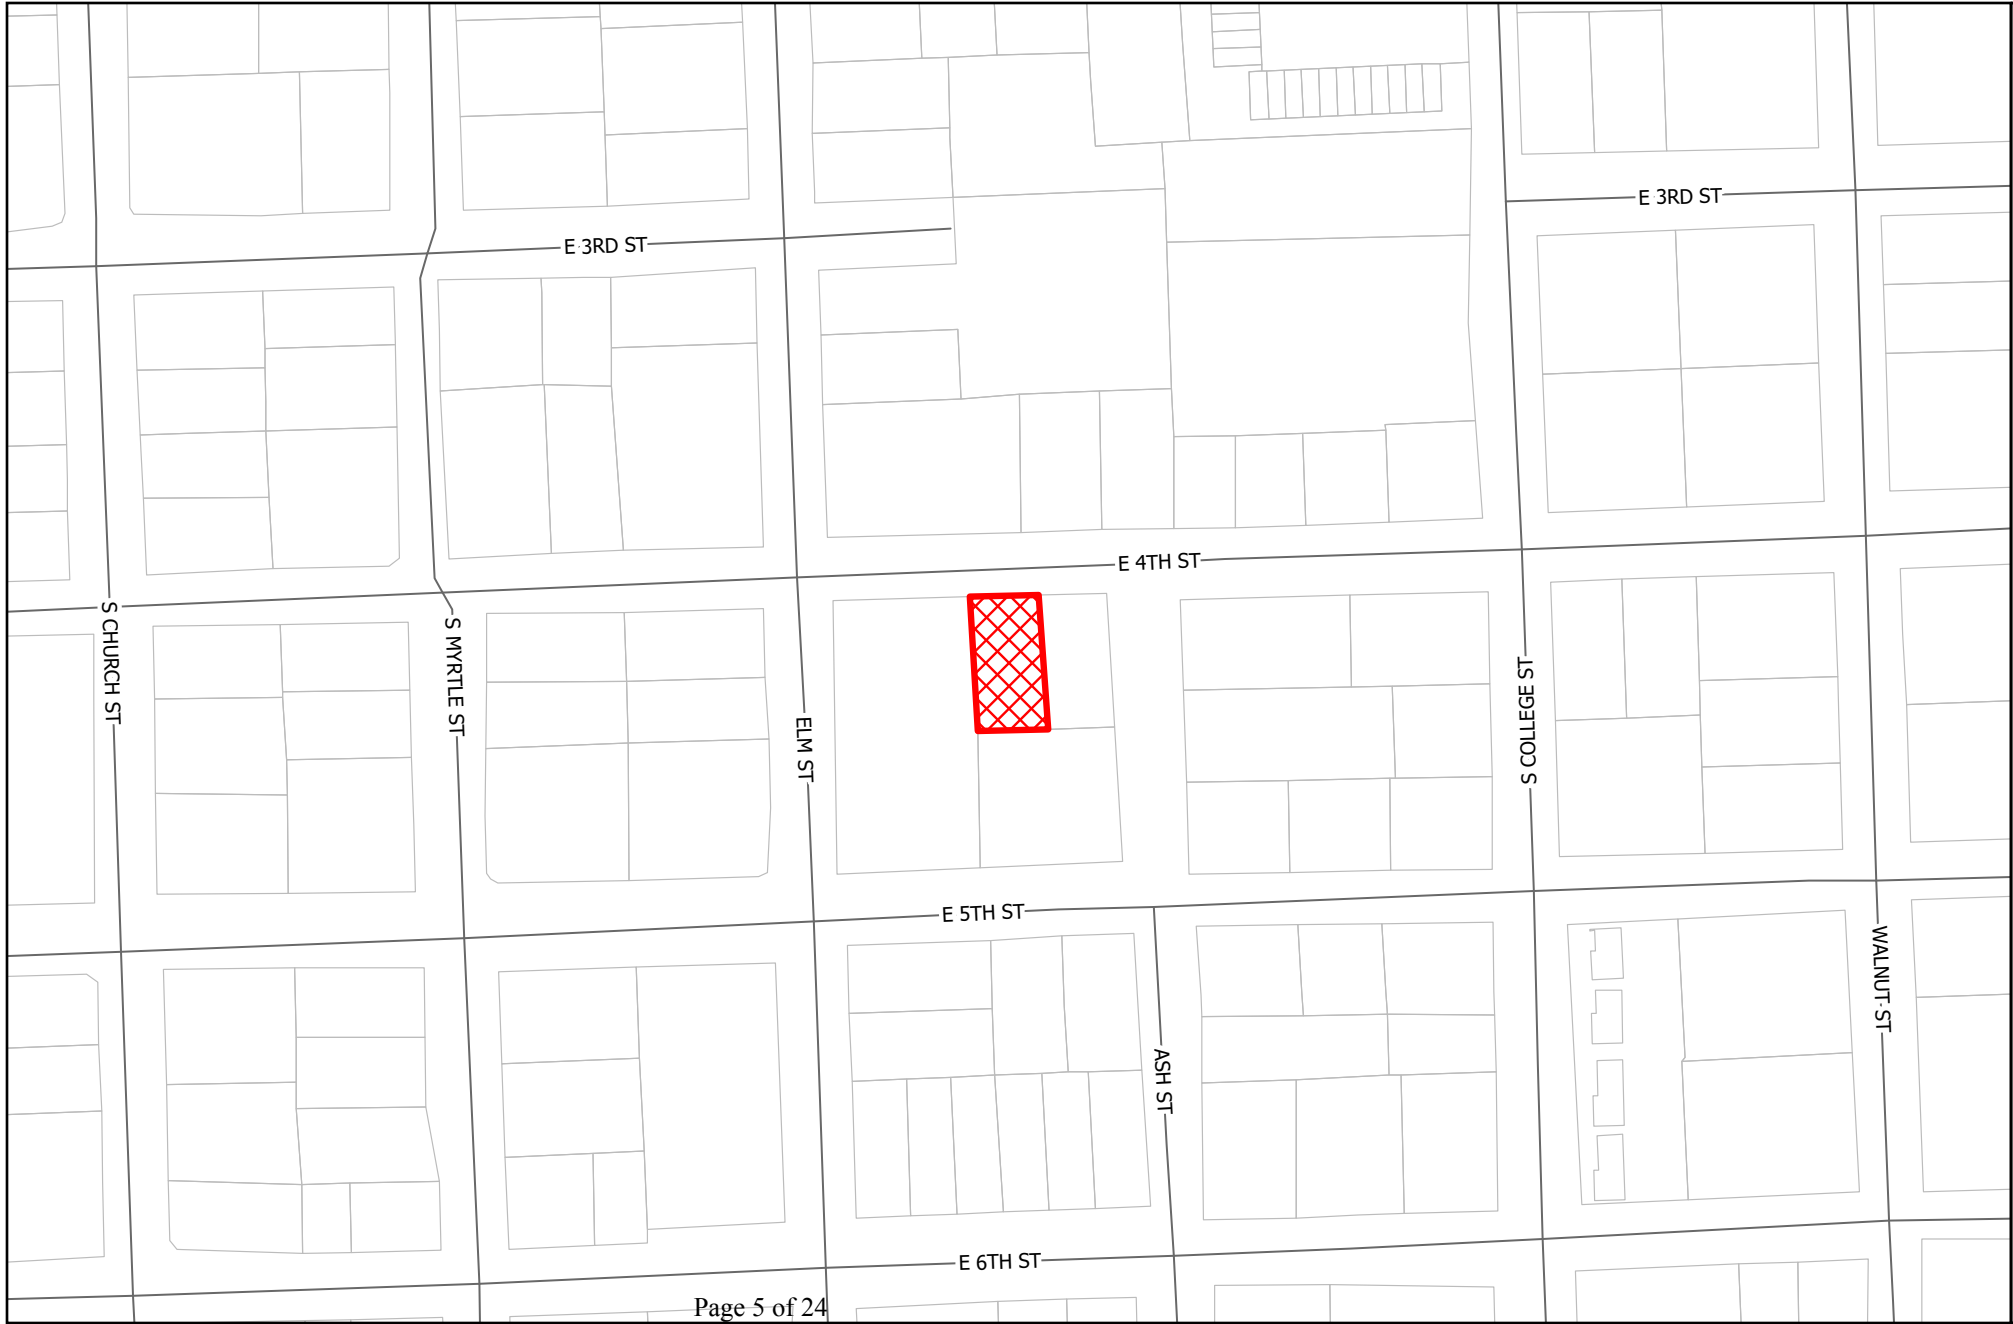 E 3RD ST
E 3RD ST
E 4TH ST
S CHURCH ST
S MYRTLE ST
ELM ST
S COLLEGE ST
E 5TH ST
WALNUT ST
ASH ST
E 6TH ST
Page 5 of 24